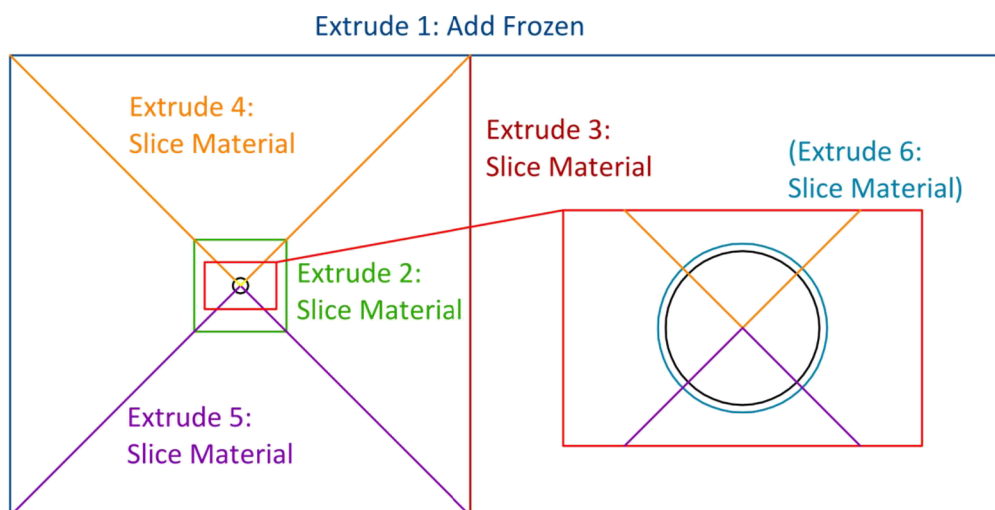 Extrude 1: Add Frozen
Extrude 4:
Slice Material
Extrude 3:
Slice Material
(Extrude 6:
Slice Material)
Extrude 2:
Slice Material
Extrude 5:
Slice Material